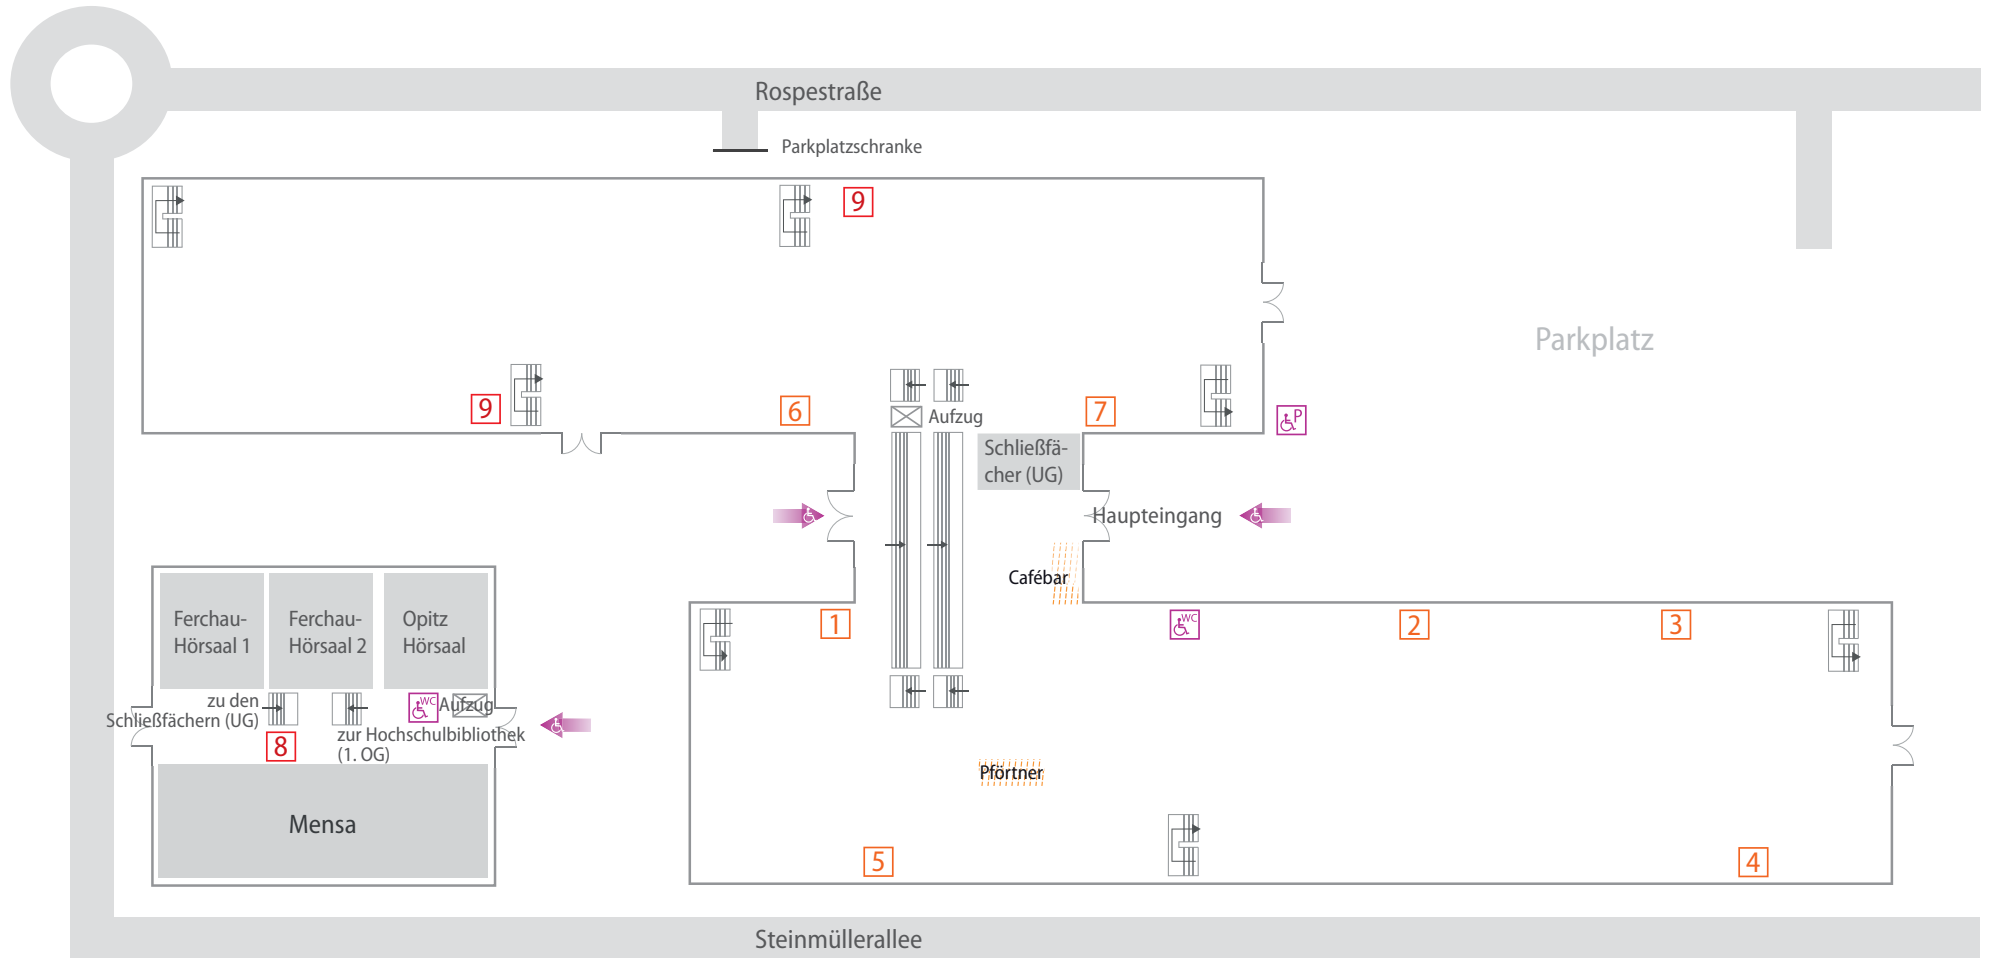 Rospestraße
Parkplatzschranke
9
Parkplatz
9
6
Aufzug
7
P
Schließfä-
cher (UG)
Haupteingang
Cafébar
Ferchau-
Hörsaal 1
Ferchau-
Hörsaal 2
Opitz
Hörsaal
1
WC
2
3
zu den
Schließfächern (UG)
WC
Aufzug
8
zur Hochschulbibliothek
(1. OG)
Pförtner
Mensa
5
4
Steinmüllerallee